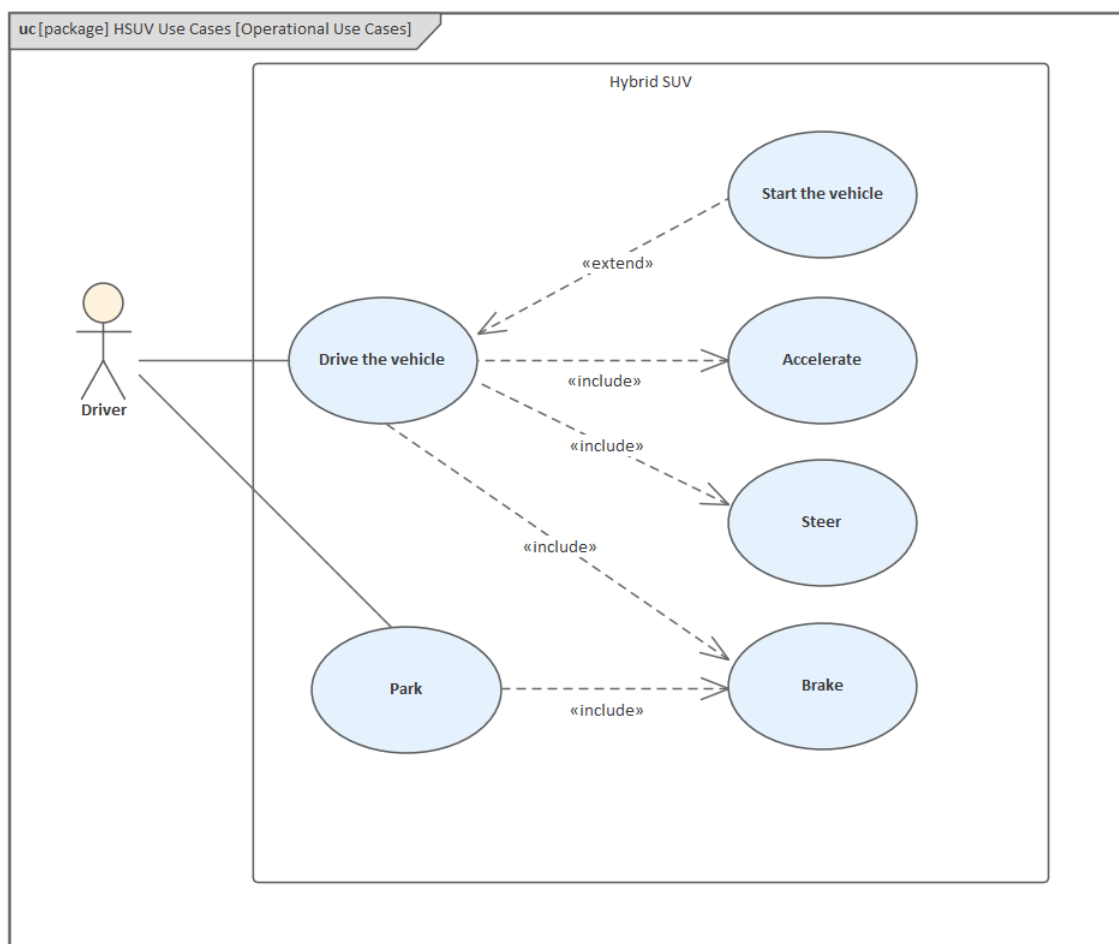 uc [package] HSUV Use Cases [Operational Use Cases]
Hybrid SUV
Start the vehicle
«extend»
Driver
Drive the vehicle
«include»
Accelerate
«include»
Steer
«include»
Park
«include»
Brake